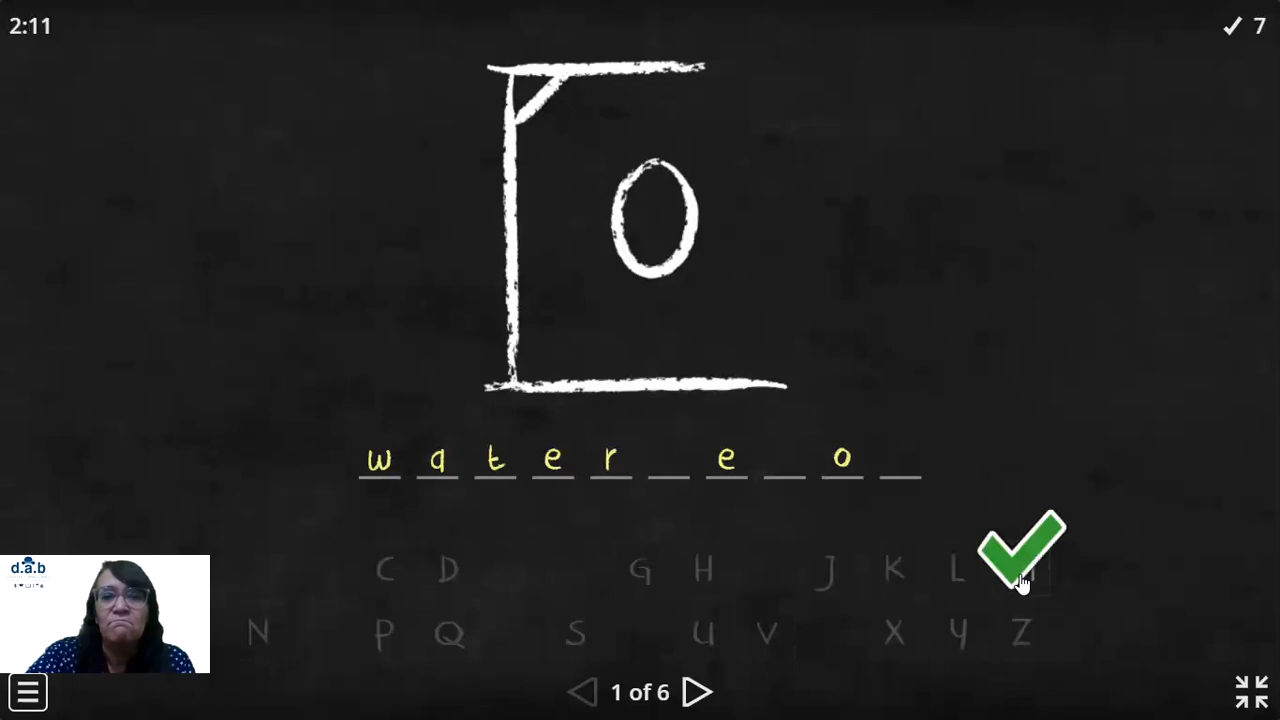 2:11
✓ 7
w a t e r _ e _ o _
C D G H J K L
N P Q S U V X Y Z
d.a.b
1 of 6